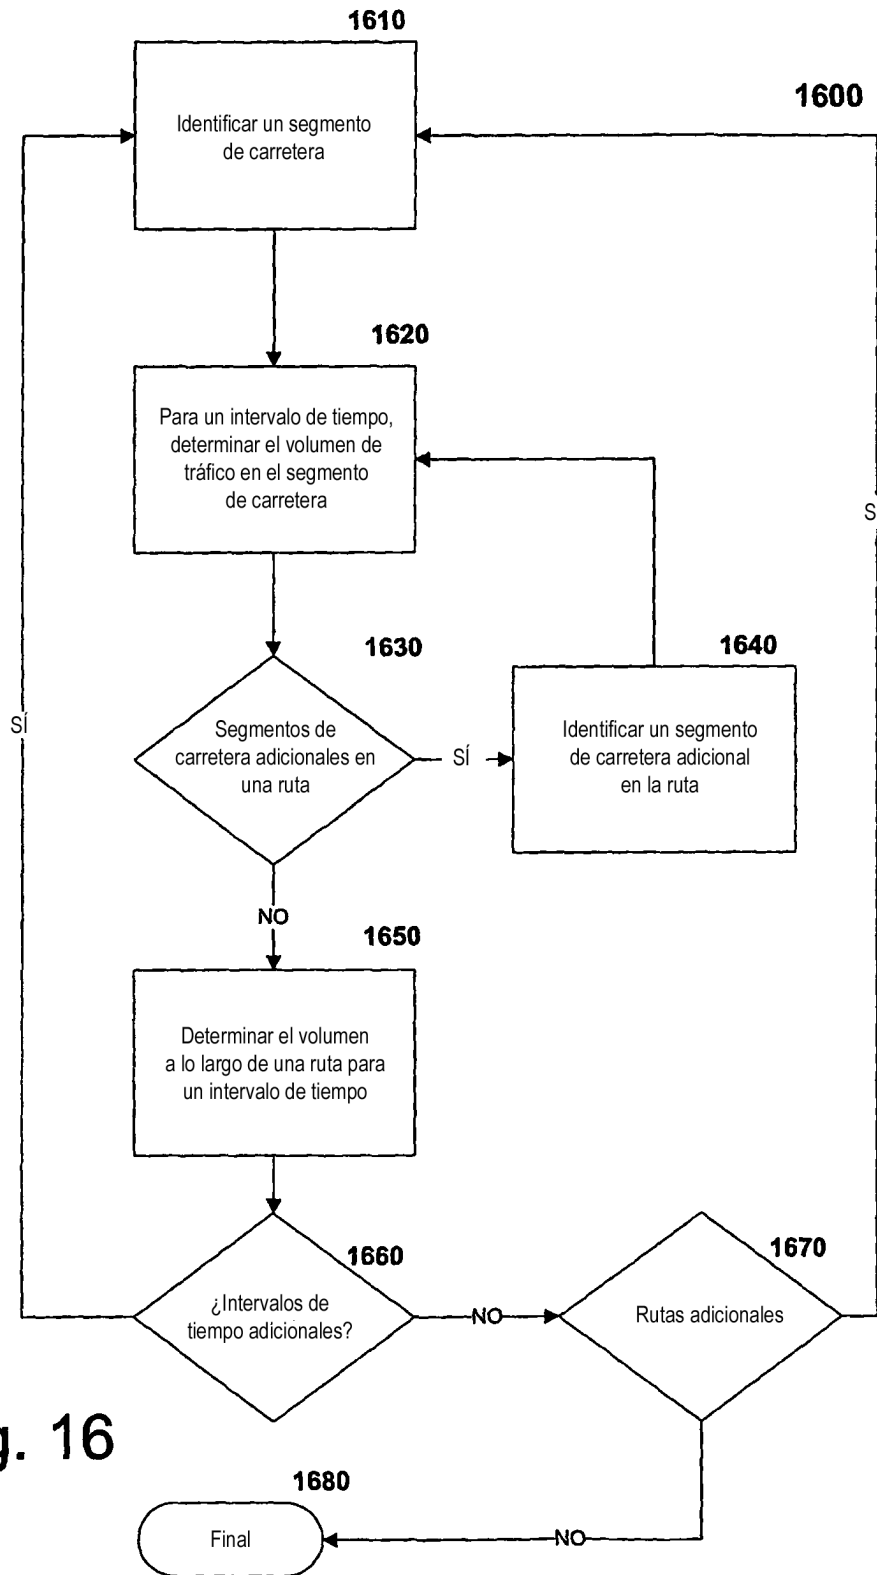 1610
Identificar un segmento
de carretera
1600
1620
Para un intervalo de tiempo,
determinar el volumen de
tráfico en el segmento
de carretera
S
1630
Segmentos de
carretera adicionales en
una ruta
SÍ
1640
Identificar un segmento
de carretera adicional
en la ruta
SÍ
NO
1650
Determinar el volumen
a lo largo de una ruta para
un intervalo de tiempo
1660
¿Intervalos de
tiempo adicionales?
NO
1670
Rutas adicionales
g. 16
1680
Final
NO